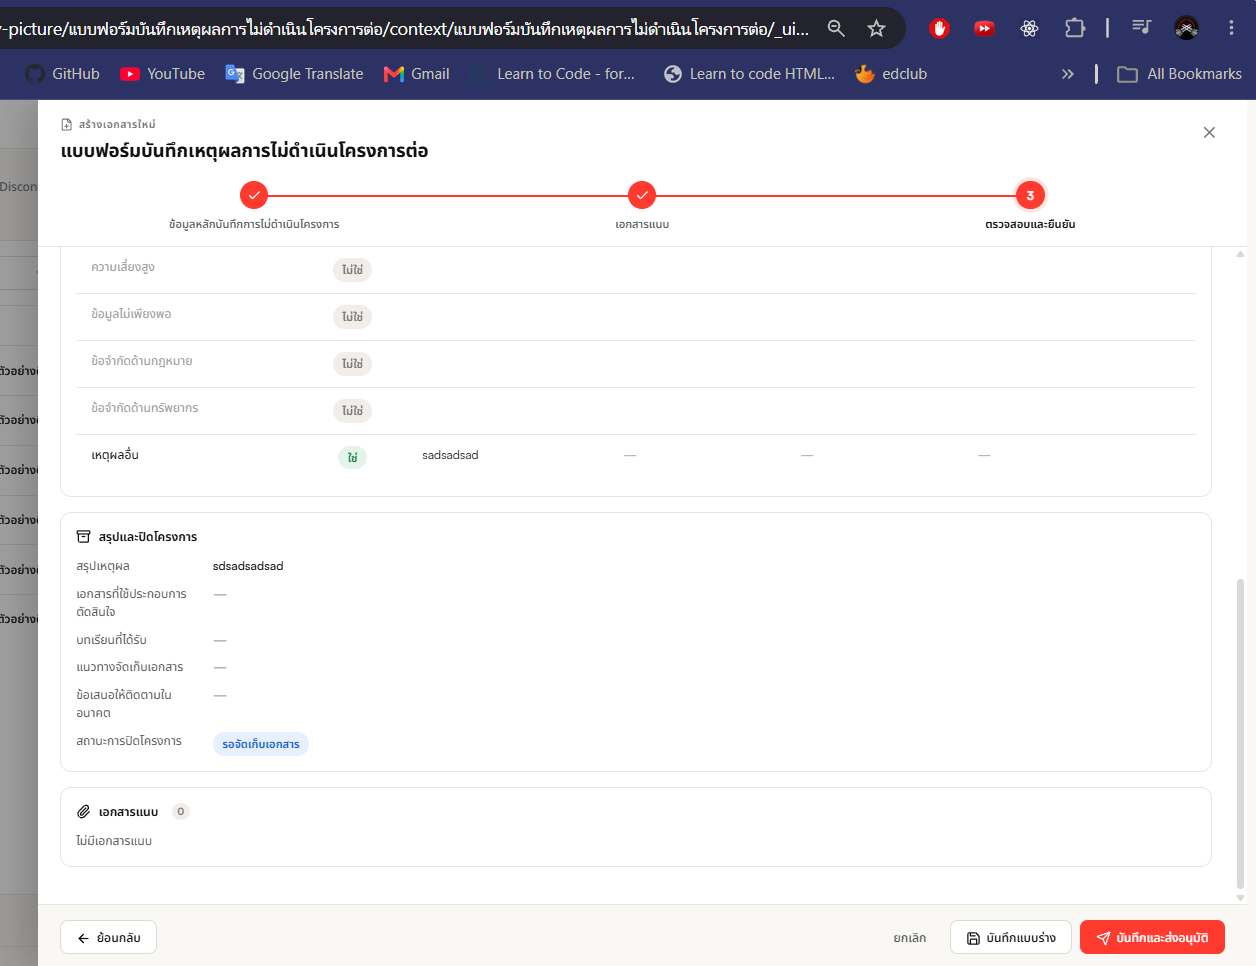 -picture/แบบฟอร์มบันทึกเหตุผลการไม่ดำเนินโครงการต่อ/context/แบบฟอร์มบันทึกเหตุผลการไม่ดำเนินโครงการต่อ/_ui...
GitHub YouTube Google Translate Gmail Learn to Code - for... Learn to code HTML... edclub » All Bookmarks
สร้างเอกสารใหม่
แบบฟอร์มบันทึกเหตุผลการไม่ดำเนินโครงการต่อ
Discon
3
ข้อมูลหลักบันทึกการไม่ดำเนินโครงการ เอกสารแนบ ตรวจสอบและยืนยัน
ความเสี่ยงสูง ไม่ใช่
ข้อมูลไม่เพียงพอ ไม่ใช่
ข้อจำกัดด้านกฎหมาย ไม่ใช่
ข้อจำกัดด้านทรัพยากร ไม่ใช่
เหตุผลอื่น ใช่ sadsadsad — — —
สรุปและปิดโครงการ
สรุปเหตุผล sdsadsadsad
เอกสารที่ใช้ประกอบการ —
ตัดสินใจ
บทเรียนที่ได้รับ —
แนวทางจัดเก็บเอกสาร —
ข้อเสนอให้ติดตามใน —
อนาคต
สถานะการปิดโครงการ รอจัดเก็บเอกสาร
เอกสารแนบ 0
ไม่มีเอกสารแนบ
ย้อนกลับ ยกเลิก บันทึกแบบร่าง บันทึกและส่งอนุมัติ